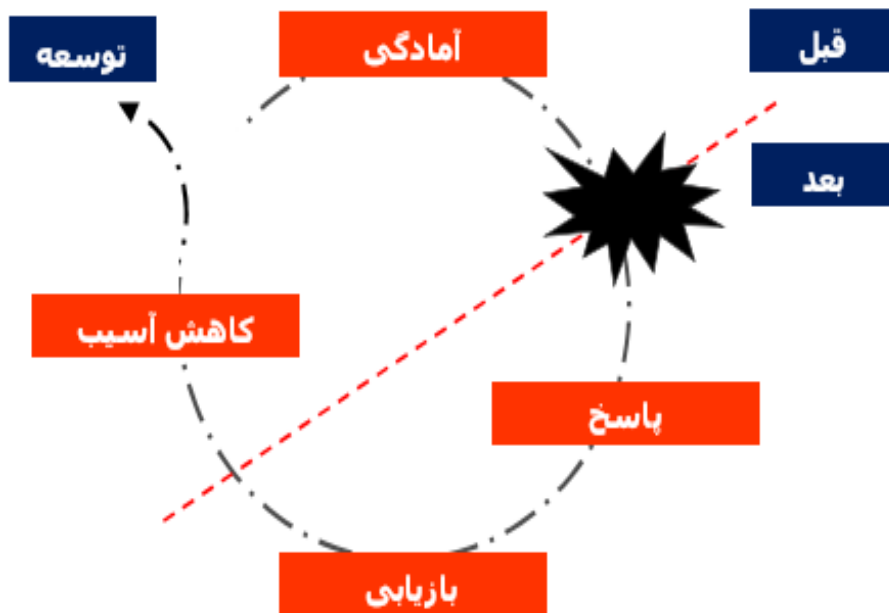 قبل
آمادگی
توسعه
بعد
کاهش آسیب
پاسخ
بازیابی